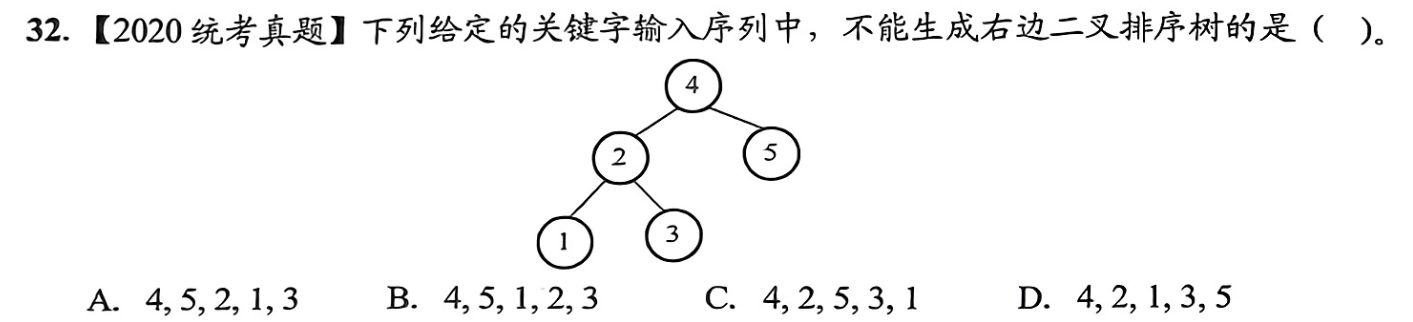 32. 【2020 统考真题】下列给定的关键字输入序列中，不能生成右边二叉排序树的是（ ）。
4
2 5
1 3
A. 4, 5, 2, 1, 3 B. 4, 5, 1, 2, 3 C. 4, 2, 5, 3, 1 D. 4, 2, 1, 3, 5